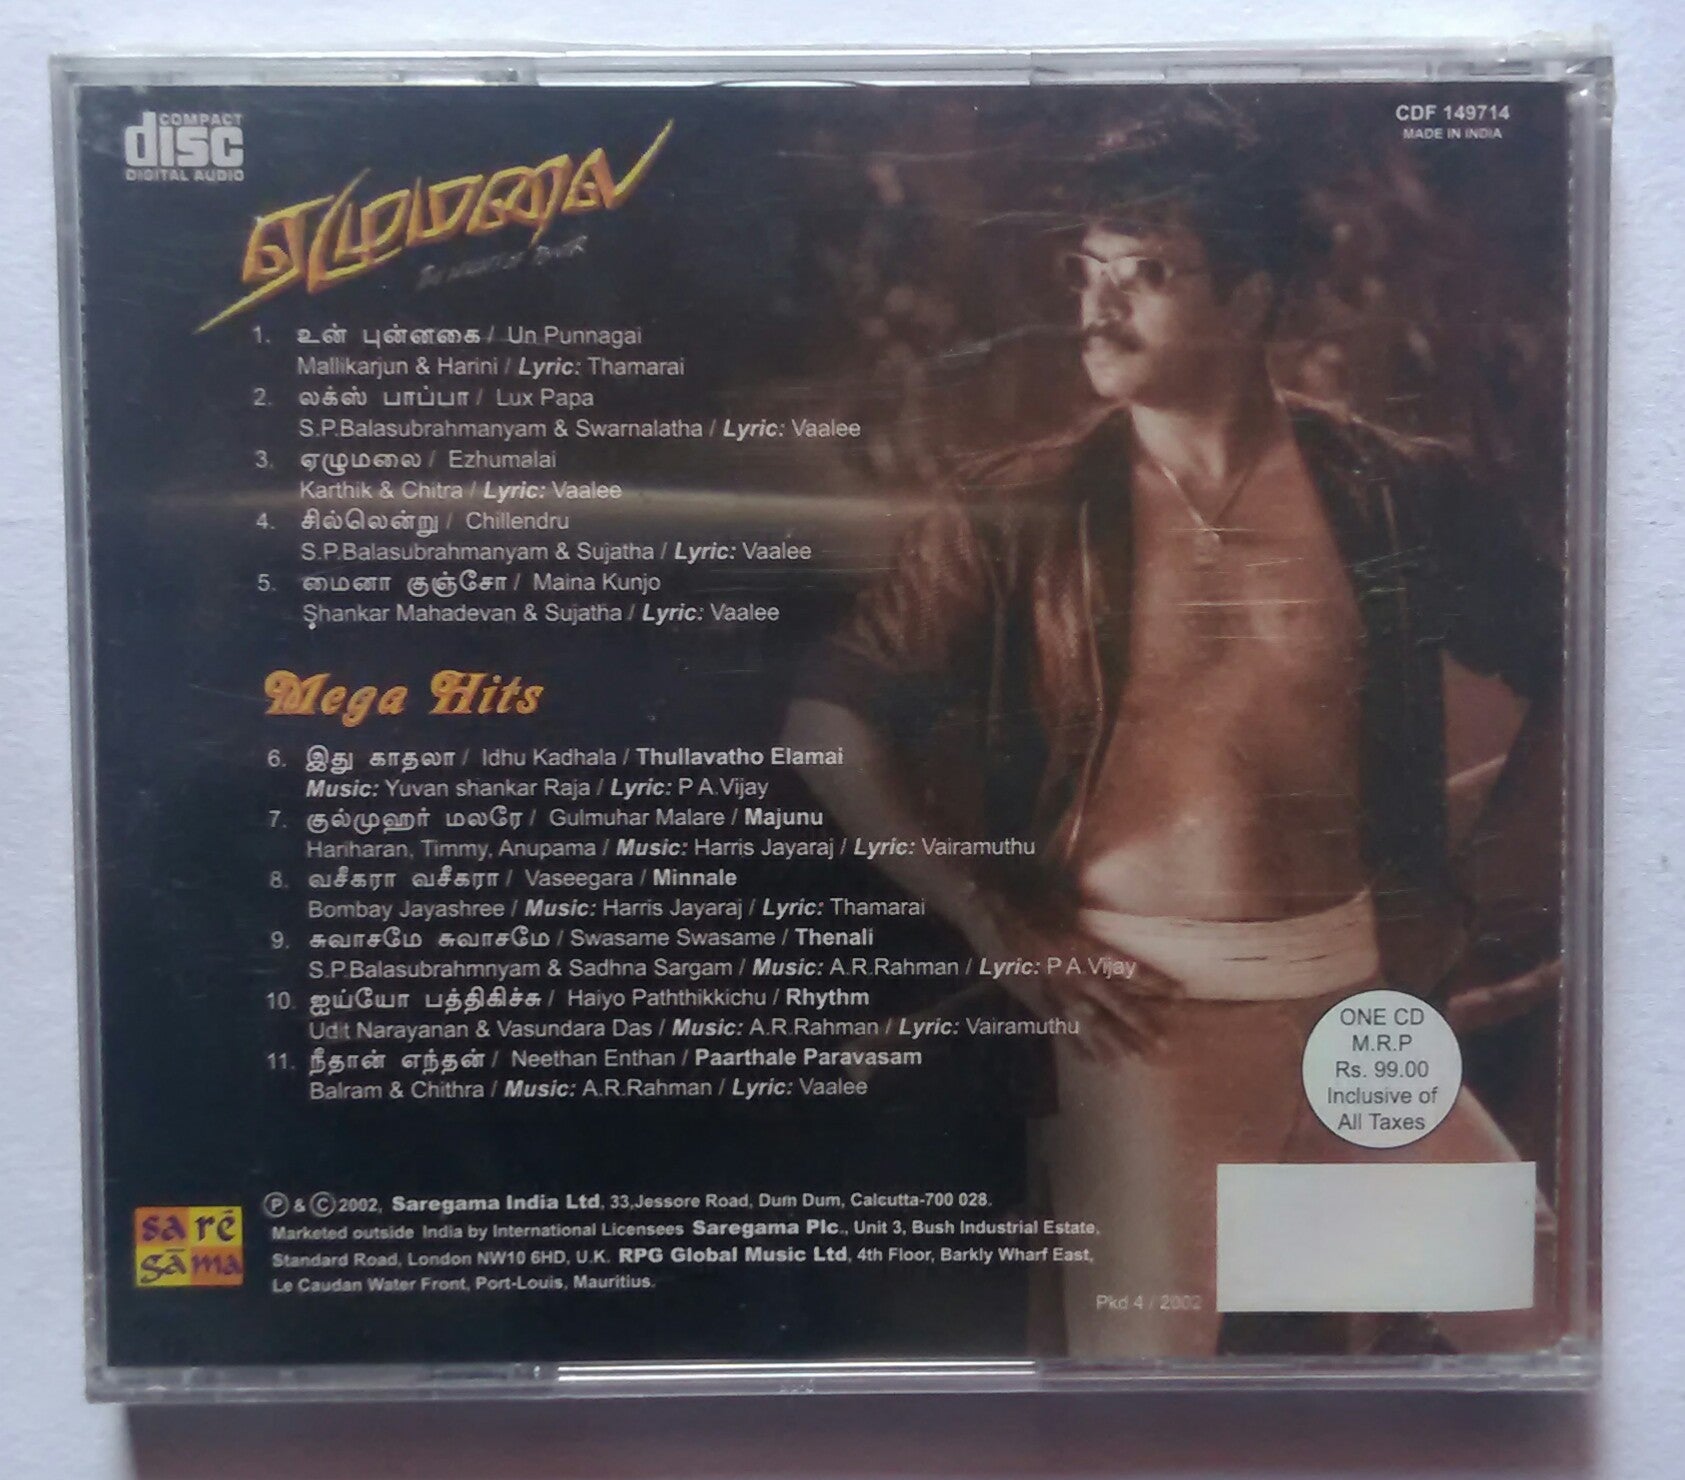 COMPACT
disc
DIGITAL AUDIO
CDF 149714
MADE IN INDIA
ஏழுமலை
1. உன் புன்னகை / Un Punnagai
Mallikarjun & Harini / Lyric: Thamarai
2. லக்ஸ் பாப்பா / Lux Papa
S.P.Balasubrahmanyam & Swarnalatha / Lyric: Vaalee
3. ஏழுமலை / Ezhumalai
Karthik & Chitra / Lyric: Vaalee
4. சில்லென்று / Chillendru
S.P.Balasubrahmanyam & Sujatha / Lyric: Vaalee
5. மைனா குஞ்சோ / Maina Kunjo
Shankar Mahadevan & Sujatha / Lyric: Vaalee
Mega Hits
6. இது காதலா / Idhu Kadhala / Thullavatho Elamai
Music: Yuvan shankar Raja / Lyric: P A.Vijay
7. குல்முஹர் மலரே / Gulmuhar Malare / Majunu
Hariharan, Timmy, Anupama / Music: Harris Jayaraj / Lyric: Vairamuthu
8. வசீகரா வசீகரா / Vaseegara / Minnale
Bombay Jayashree / Music: Harris Jayaraj / Lyric: Thamarai
9. சுவாசமே சுவாசமே / Swasame Swasame / Thenali
S.P.Balasubrahmnyam & Sadhna Sargam / Music: A.R.Rahman / Lyric: P A.Vijay
10. ஐய்யோ பத்திகிச்சு / Haiyo Paththikkichu / Rhythm
Udit Narayanan & Vasundara Das / Music: A.R.Rahman / Lyric: Vairamuthu
11. நீதான் எந்தன் / Neethan Enthan / Paarthale Paravasam
Balram & Chithra / Music: A.R.Rahman / Lyric: Vaalee
ONE CD
M.R.P
Rs. 99.00
Inclusive of
All Taxes
sa rē
gā ma
Ⓟ & Ⓒ 2002, Saregama India Ltd, 33,Jessore Road, Dum Dum, Calcutta-700 028.
Marketed outside India by International Licensees Saregama Plc., Unit 3, Bush Industrial Estate,
Standard Road, London NW10 6HD, U.K. RPG Global Music Ltd, 4th Floor, Barkly Wharf East,
Le Caudan Water Front, Port-Louis, Mauritius.
Pkd 4 / 2002